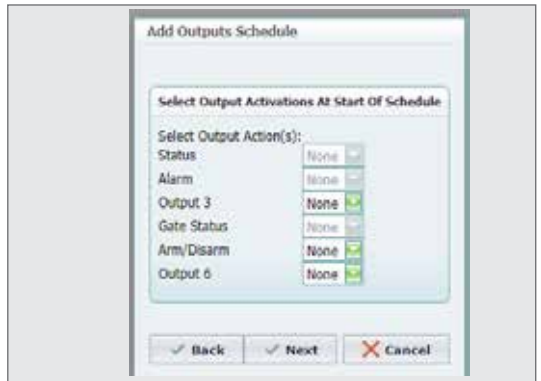 Add Outputs Schedule
Select Output Activations At Start Of Schedule
Select Output Action(s):
Status None
Alarm None
Output 3 None
Gate Status None
Arm/Disarm None
Output 6 None
Back Next Cancel